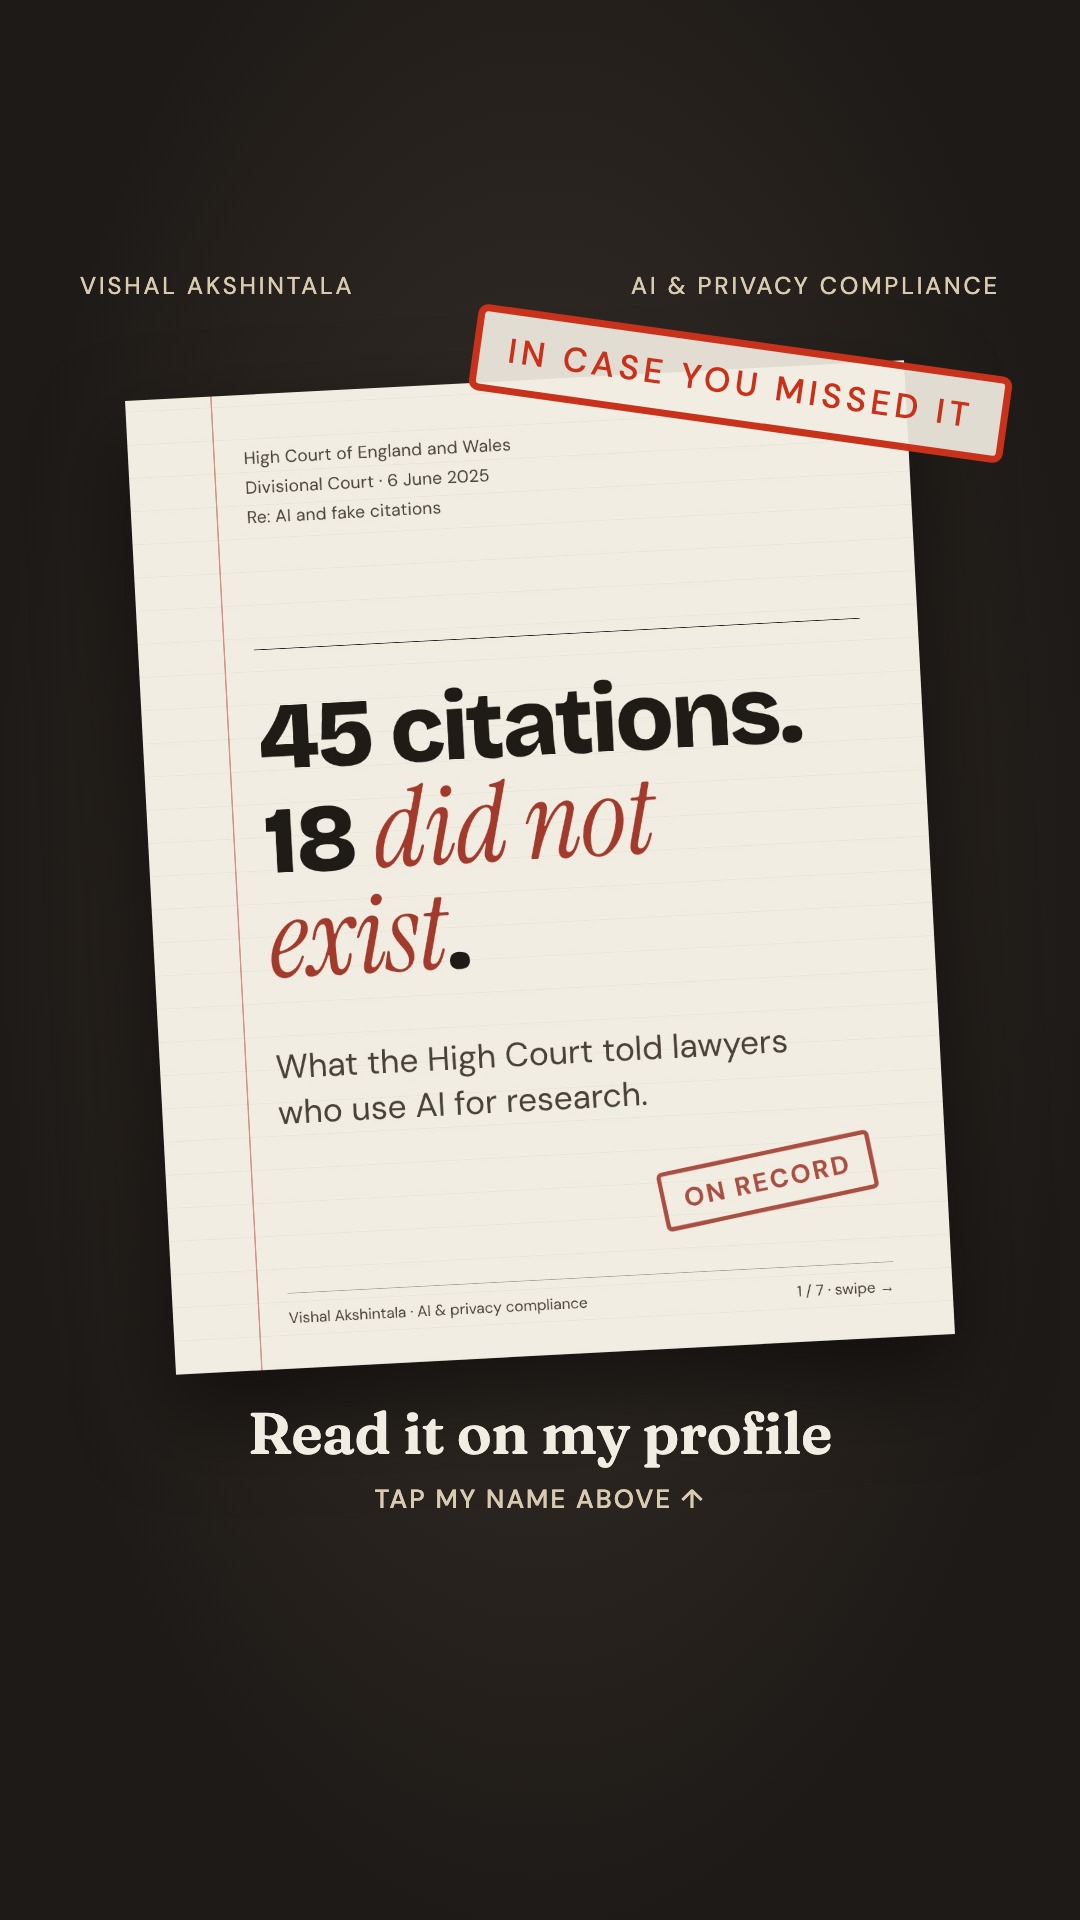 VISHAL AKSHINTALA
AI & PRIVACY COMPLIANCE
IN CASE YOU MISSED IT
High Court of England and Wales
Divisional Court · 6 June 2025
Re: AI and fake citations
45 citations.
18 did not
exist.
What the High Court told lawyers
who use AI for research.
ON RECORD
Vishal Akshintala · AI & privacy compliance
1 / 7 · swipe →
Read it on my profile
TAP MY NAME ABOVE ↑